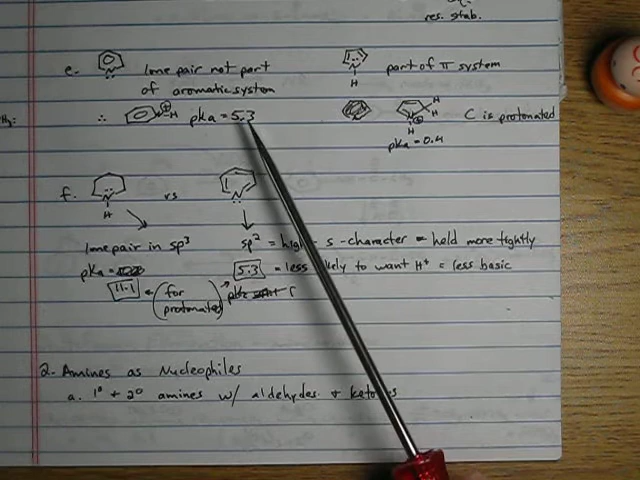 res. stab.
e. N lone pair not part of aromatic system
N H part of π system
∴ N ⊕ H pKa = 5.3
N H ⊕ H H C is protonated
pKa = 0.4
f. N H vs N
lone pair in sp³
sp² = high s-character = held more tightly
pKa =
11.1 ← (for protonated) →
5.3 = less likely to want H⁺ = less basic
2. Amines as Nucleophiles
a. 1° + 2° amines w/ aldehydes + ketones